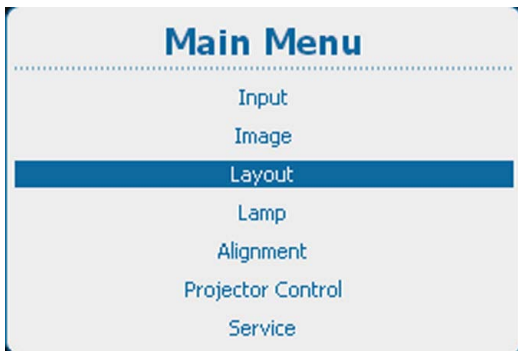 Main Menu
Input
Image
Layout
Lamp
Alignment
Projector Control
Service